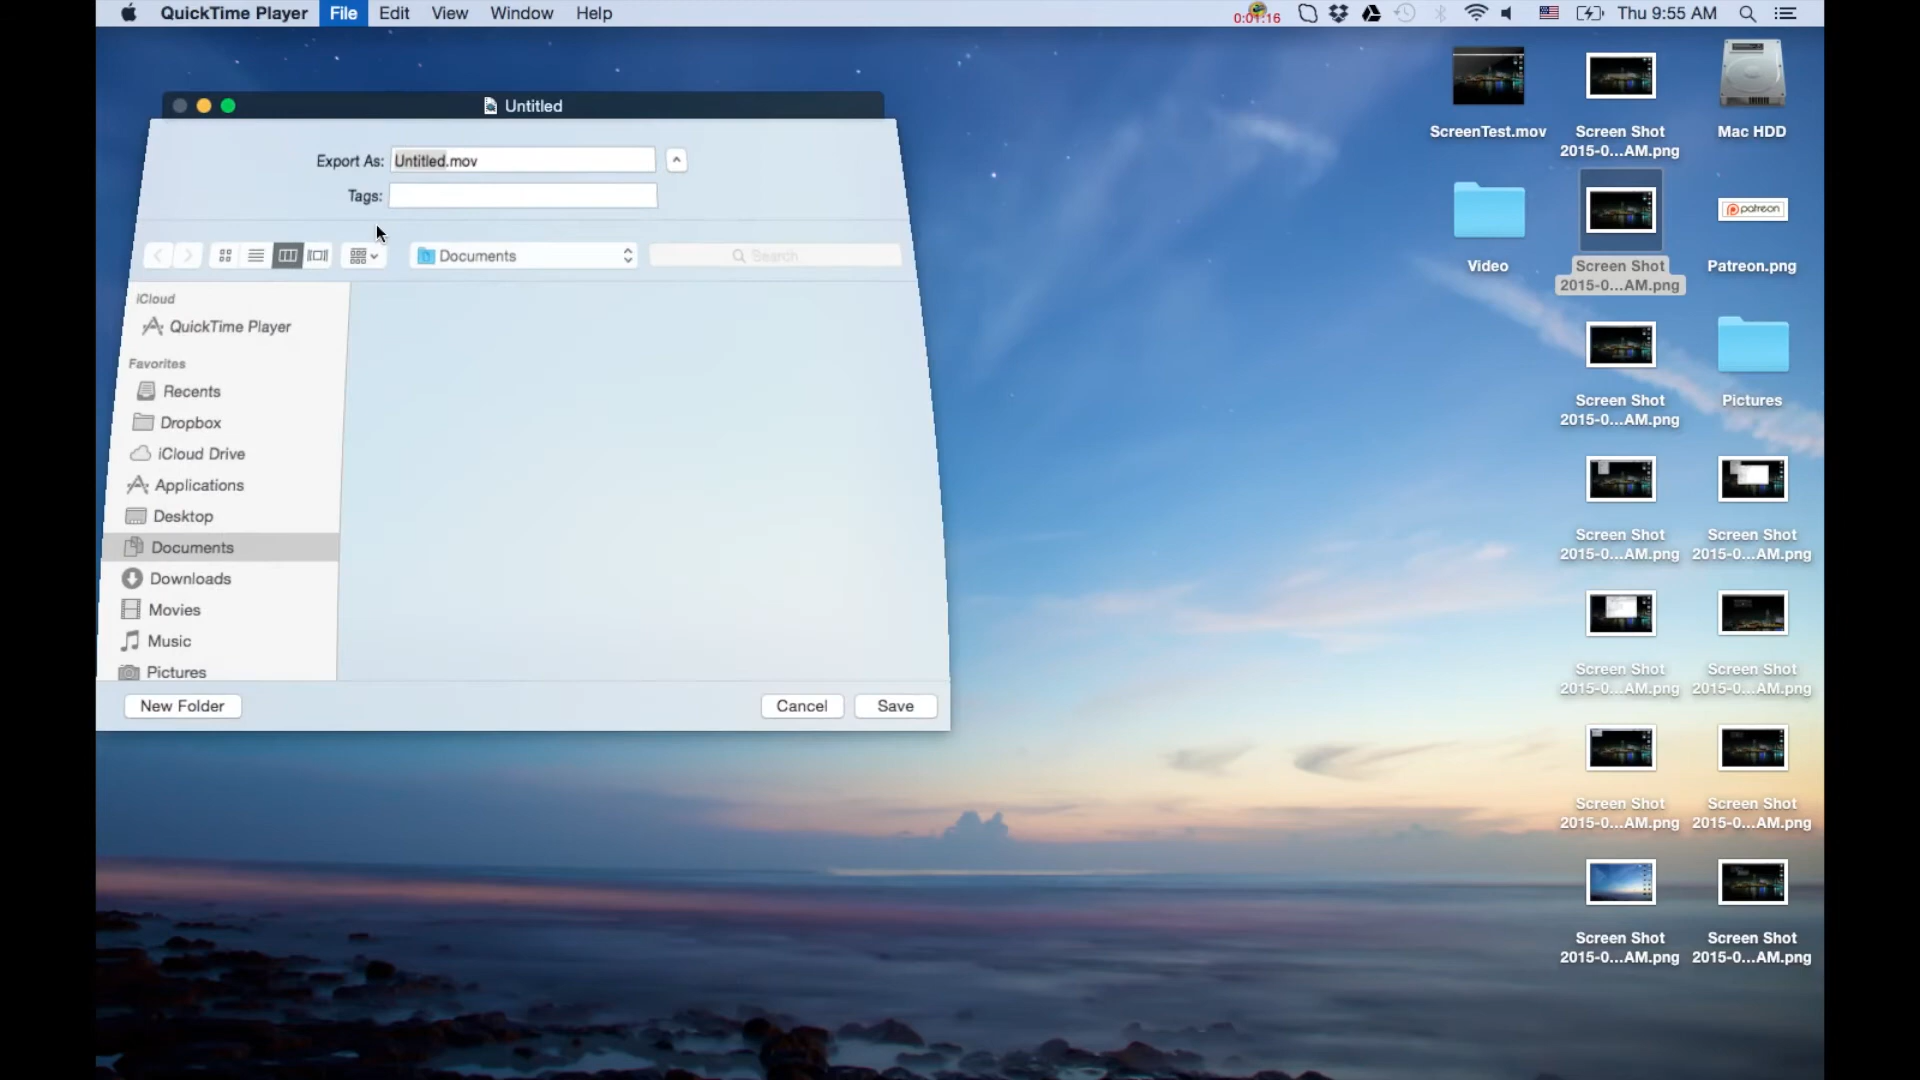 QuickTime Player File Edit View Window Help
0:01:16 Thu 9:55 AM
Untitled
Export As: Untitled.mov
Tags:
Documents
Search
iCloud
QuickTime Player
Favorites
Recents
Dropbox
iCloud Drive
Applications
Desktop
Documents
Downloads
Movies
Music
Pictures
New Folder
Cancel
Save
ScreenTest.mov
Screen Shot
2015-0...AM.png
Mac HDD
Video
Screen Shot
2015-0...AM.png
patreon
Patreon.png
Screen Shot
2015-0...AM.png
Pictures
Screen Shot
2015-0...AM.png
Screen Shot
2015-0...AM.png
Screen Shot
2015-0...AM.png
Screen Shot
2015-0...AM.png
Screen Shot
2015-0...AM.png
Screen Shot
2015-0...AM.png
Screen Shot
2015-0...AM.png
Screen Shot
2015-0...AM.png